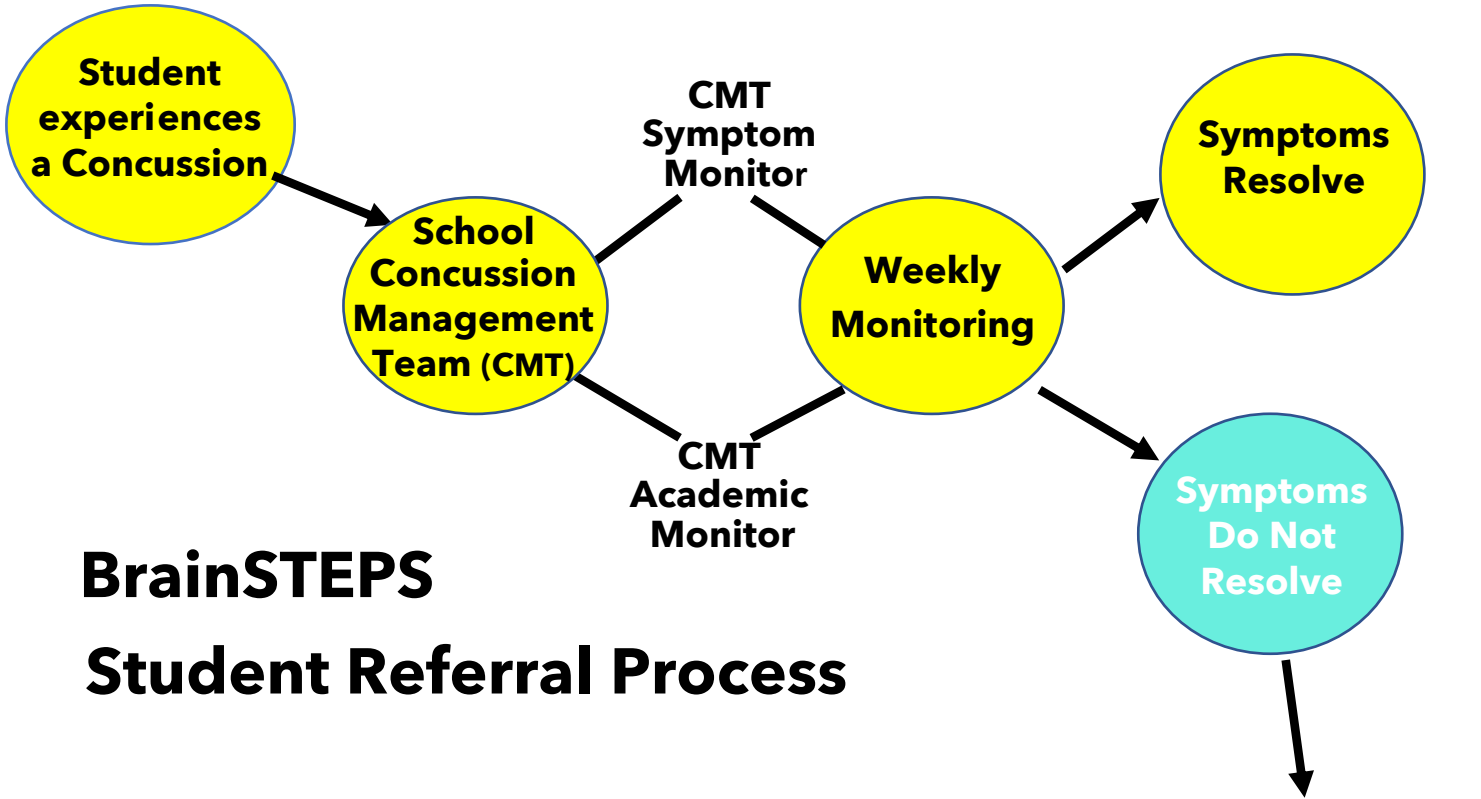 Student
experiences
a Concussion
School
Concussion
Management
Team (CMT)
CMT
Symptom
Monitor
CMT
Academic
Monitor
Weekly
Monitoring
Symptoms
Resolve
Symptoms
Do Not
Resolve
BrainSTEPS
Student Referral Process